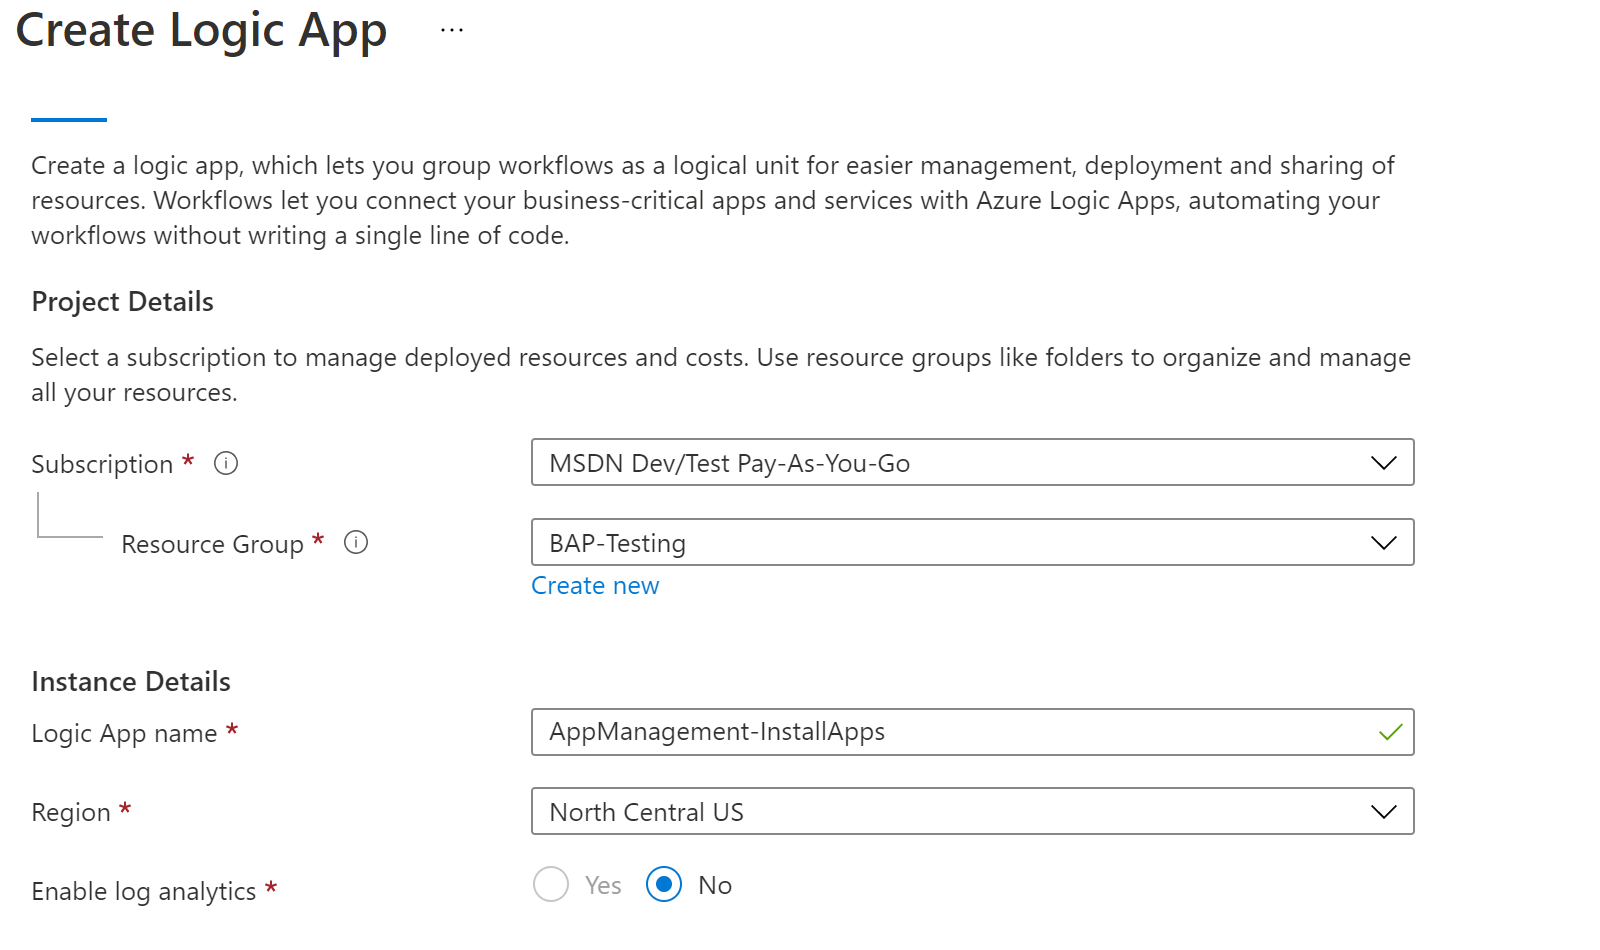 Create Logic App ...
Create a logic app, which lets you group workflows as a logical unit for easier management, deployment and sharing of
resources. Workflows let you connect your business-critical apps and services with Azure Logic Apps, automating your
workflows without writing a single line of code.
Project Details
Select a subscription to manage deployed resources and costs. Use resource groups like folders to organize and manage
all your resources.
Subscription * MSDN Dev/Test Pay-As-You-Go
Resource Group * BAP-Testing
Create new
Instance Details
Logic App name * AppManagement-InstallApps
Region * North Central US
Enable log analytics * Yes No